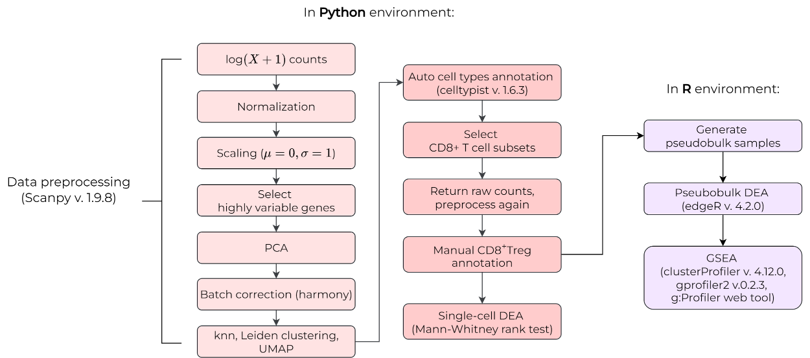 In Python environment:
Data preprocessing
(Scanpy v. 1.9.8)
log(X + 1) counts
Normalization
Scaling (μ = 0, σ = 1)
Select
highly variable genes
PCA
Batch correction (harmony)
knn, Leiden clustering,
UMAP
Auto cell types annotation
(celltypist v. 1.6.3)
Select
CD8+ T cell subsets
Return raw counts,
preprocess again
Manual CD8⁺Treg
annotation
Single-cell DEA
(Mann-Whitney rank test)
In R environment:
Generate
pseudobulk samples
Pseubobulk DEA
(edgeR v. 4.2.0)
GSEA
(clusterProfiler v. 4.12.0,
gprofiler2 v.0.2.3,
g:Profiler web tool)